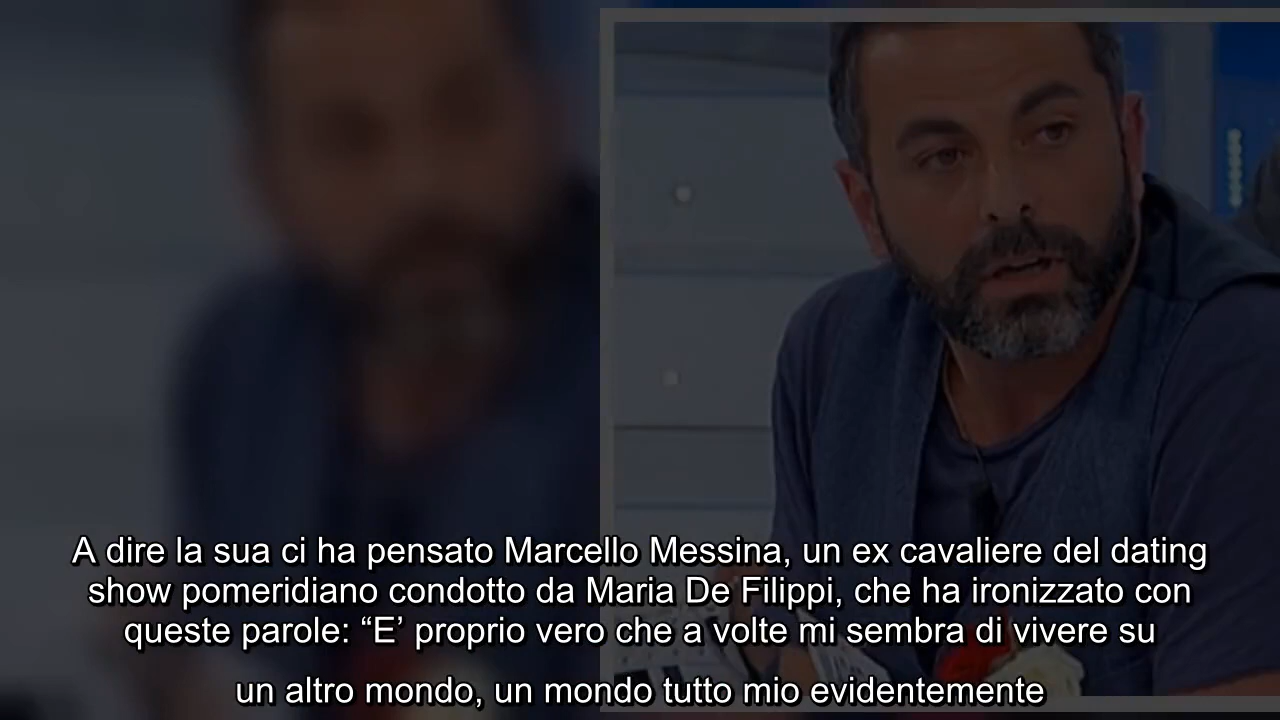 A dire la sua ci ha pensato Marcello Messina, un ex cavaliere del dating
show pomeridiano condotto da Maria De Filippi, che ha ironizzato con
queste parole: “E’ proprio vero che a volte mi sembra di vivere su
un altro mondo, un mondo tutto mio evidentemente